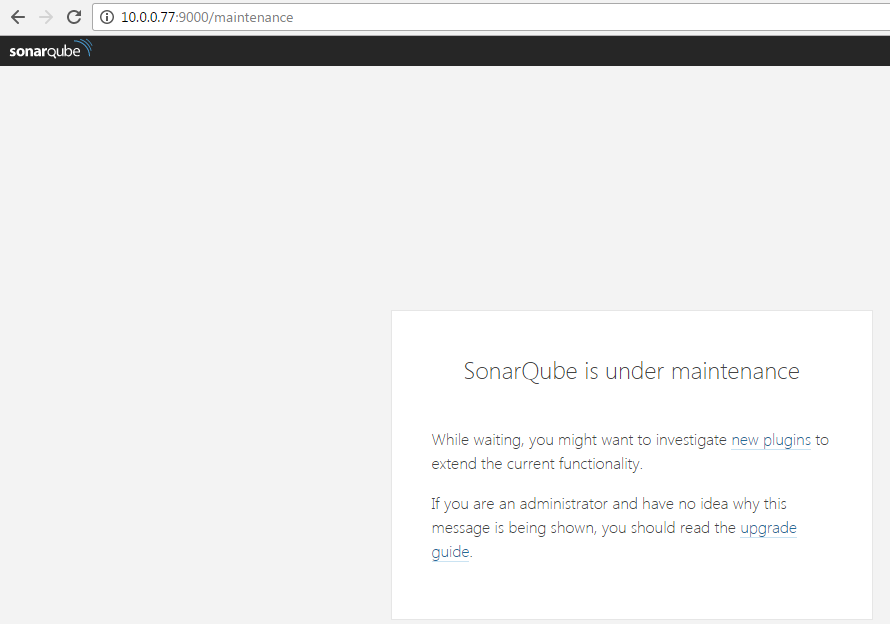 10.0.0.77:9000/maintenance
sonarqube
SonarQube is under maintenance
While waiting, you might want to investigate new plugins to
extend the current functionality.
If you are an administrator and have no idea why this
message is being shown, you should read the upgrade
guide.